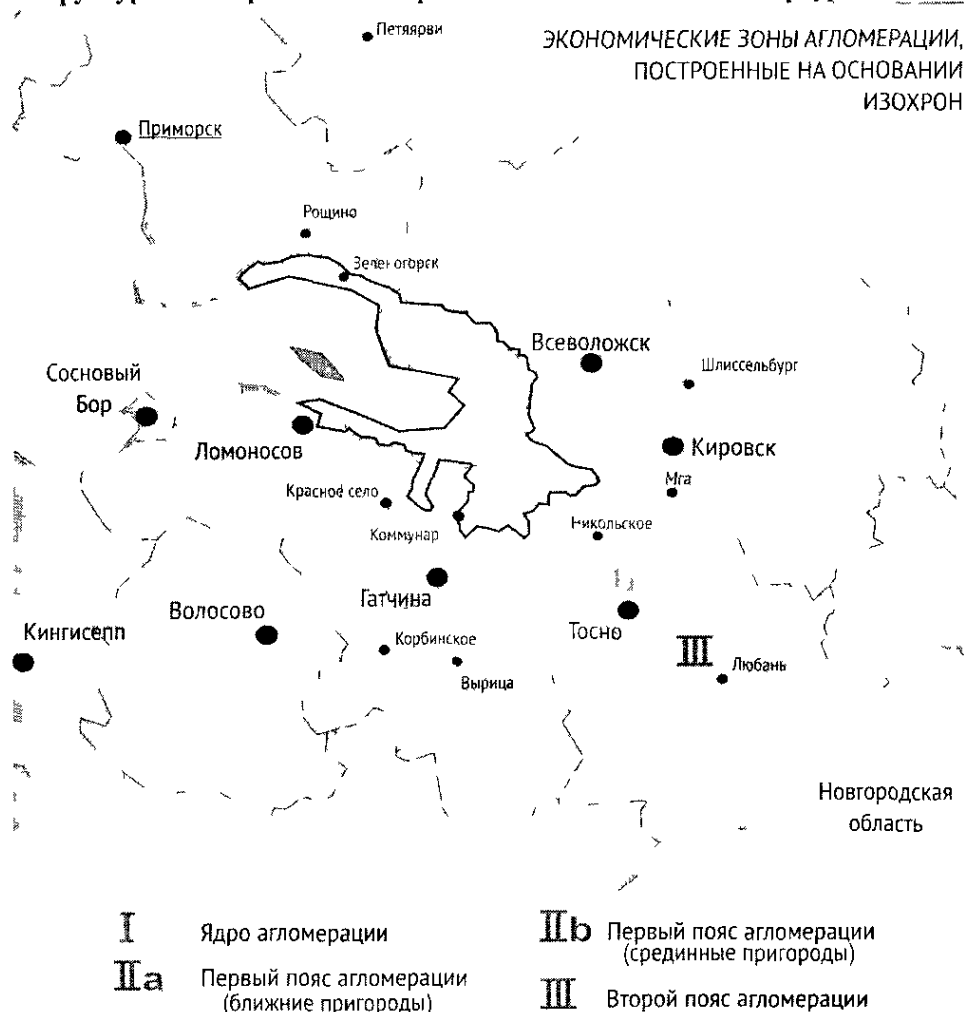 Петяярви
ЭКОНОМИЧЕСКИЕ ЗОНЫ АГЛОМЕРАЦИИ,
ПОСТРОЕННЫЕ НА ОСНОВАНИИ
ИЗОХРОН
Приморск
Рощино
Зеленогорск
Всеволожск
Шлиссельбург
Сосновый
Бор
Ломоносов
Кировск
Мга
Красное село
Коммунар
Никольское
Гатчина
Волосово
Тосно
Кингисепп
Корбинское
Вырица
III
Любань
Новгородская
область
I Ядро агломерации
IIa Первый пояс агломерации
(ближние пригороды)
IIb Первый пояс агломерации
(срединные пригороды)
III Второй пояс агломерации